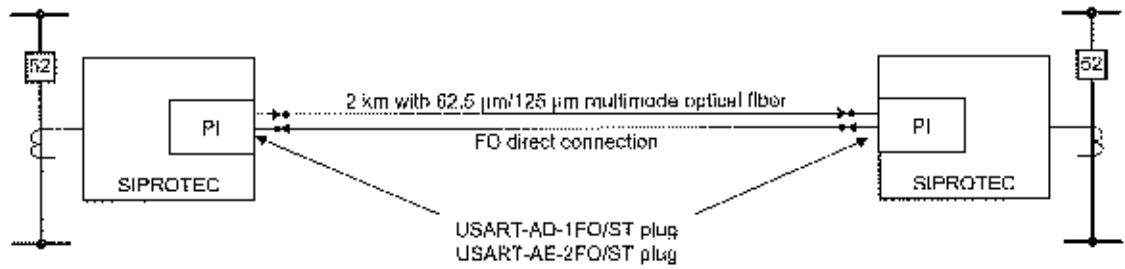 52
52
2 km with 62.5 µm/125 µm multimode optical fiber
PI
PI
FO direct connection
SIPROTEC
SIPROTEC
USART-AD-1FO/ST plug
USART-AE-2FO/ST plug